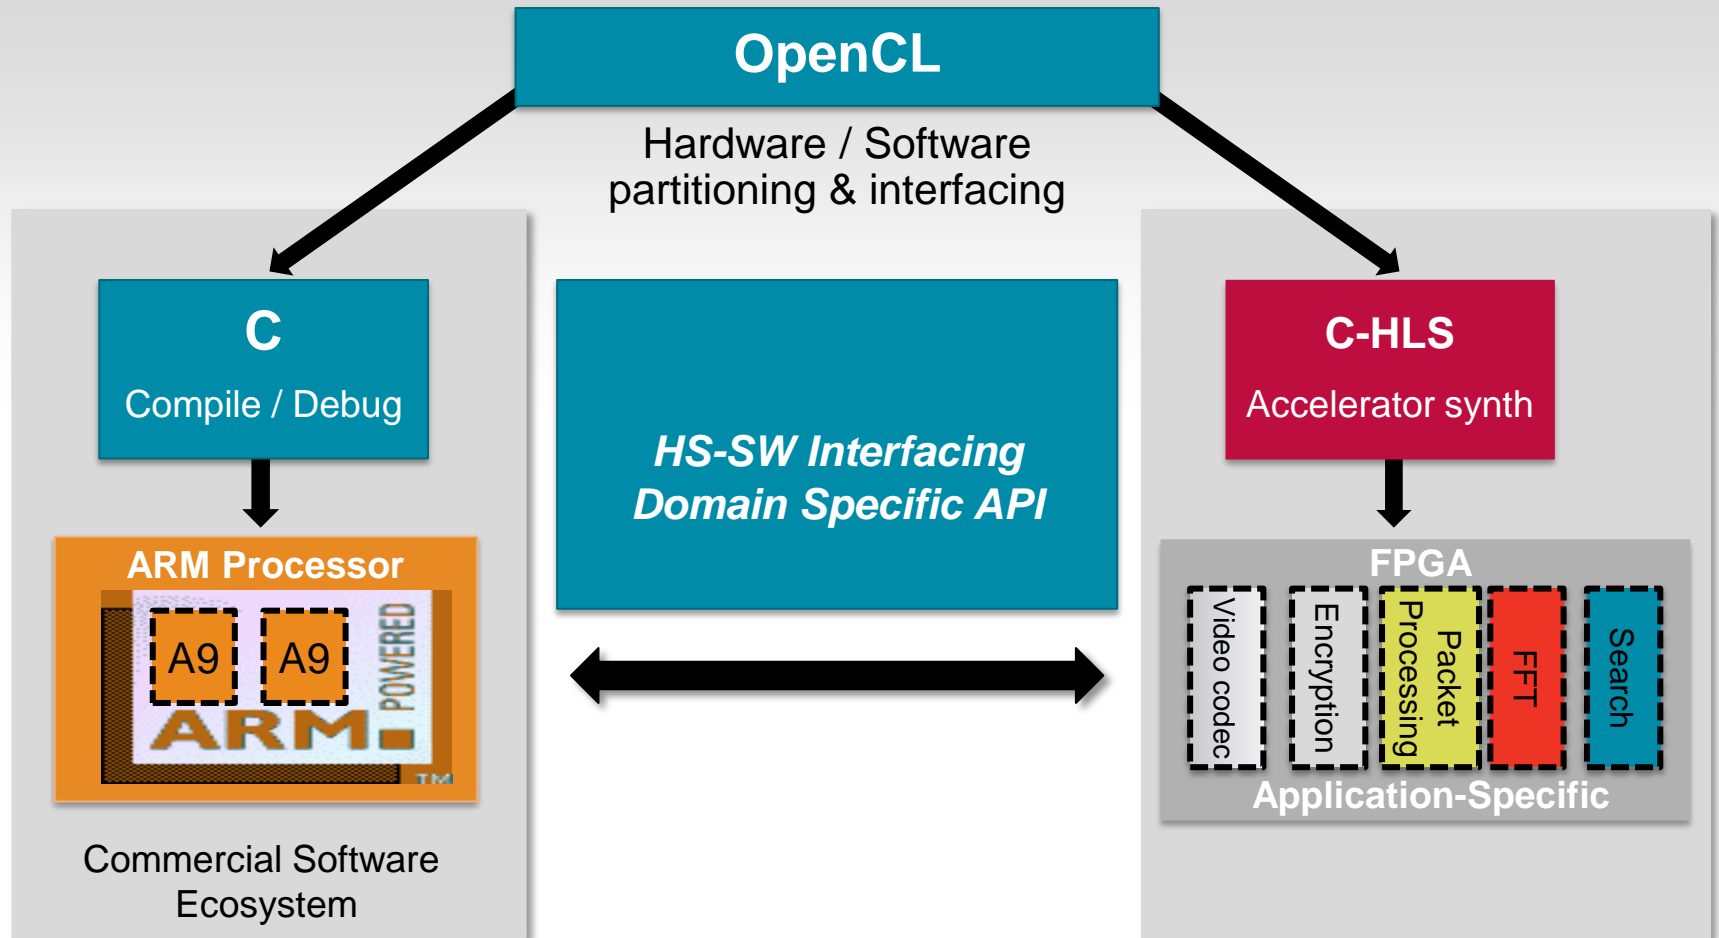 OpenCL
Hardware / Software
partitioning & interfacing
C
Compile / Debug
HS-SW Interfacing
Domain Specific API
C-HLS
Accelerator synth
ARM Processor
A9
A9
POWERED
ARM
TM
Commercial Software
Ecosystem
FPGA
Video codec
Encryption
Packet
Processing
FFT
Search
Application-Specific